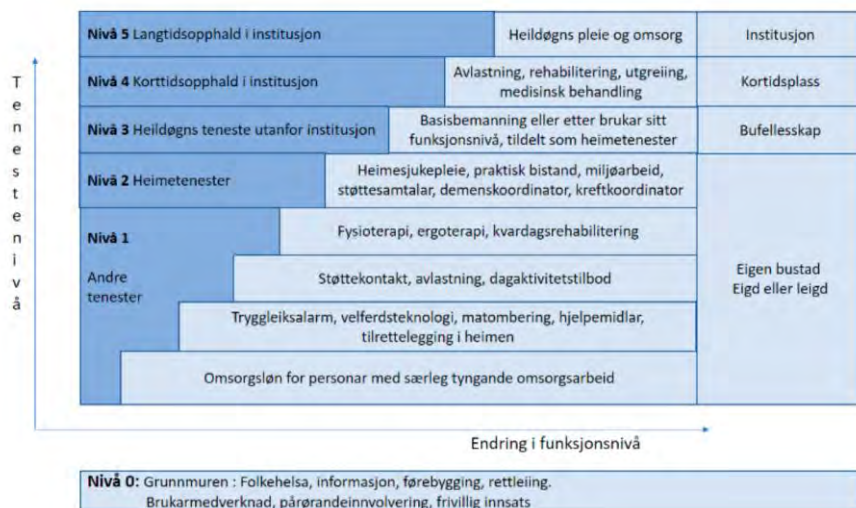 Nivå 5 Langtidsopphald i institusjon
Heildøgns pleie og omsorg
Institusjon
Nivå 4 Korttidsopphald i institusjon
Avlastning, rehabilitering, utgreiing,
medisinsk behandling
Kortidsplass
Nivå 3 Heildøgns teneste utanfor institusjon
Basisbemanning eller etter brukar sitt
funksjonsnivå, tildelt som heimetenester
Bufellesskap
Nivå 2 Heimetenester
Heimesjukepleie, praktisk bistand, miljøarbeid,
støttesamtalar, demenskoordinator, kreftkoordinator
Nivå 1
Andre
tenester
Fysioterapi, ergoterapi, kvardagsrehabilitering
Støttekontakt, avlastning, dagaktivitetstilbod
Tryggleiksalarm, velferdsteknologi, matombering, hjelpemidlar,
tilrettelegging i heimen
Omsorgsløn for personar med særleg tyngande omsorgsarbeid
Eigen bustad
Eigd eller leigd
Tenestenivå
Endring i funksjonsnivå
Nivå 0: Grunnmuren : Folkehelsa, informasjon, førebygging, rettleiing.
Brukarmedverknad, pårørandeinnvolvering, frivillig innsats